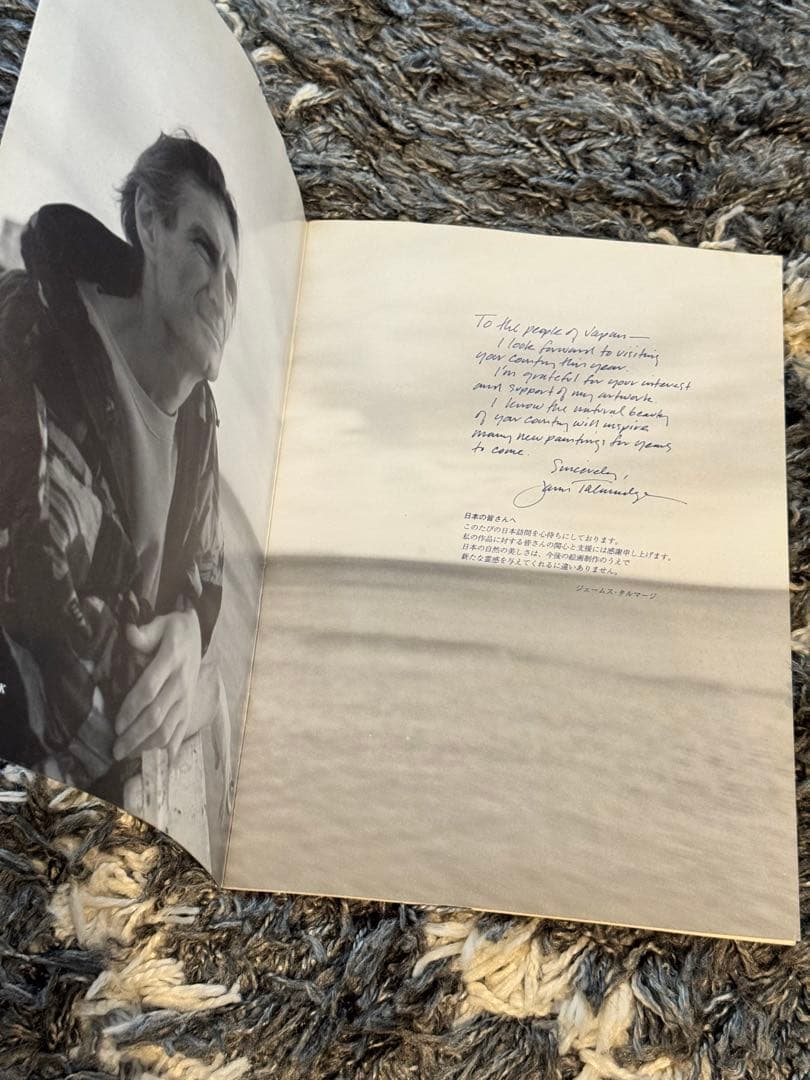 To the people of Japan—
I look forward to visiting
your country this year.
I'm grateful for your interest
and support of my artwork.
I know the natural beauty
of your country will inspire
many new paintings for years
to come.
Sincerely,
James Talmadge
日本の皆さんへ
このたびの日本訪問を心待ちにしております。
私の作品に対する皆さんの関心と支援には感謝申し上げます。
日本の自然の美しさは、今後の絵画制作のうえで
新たな霊感を与えてくれるに違いありません。
ジェームス・タルマージ